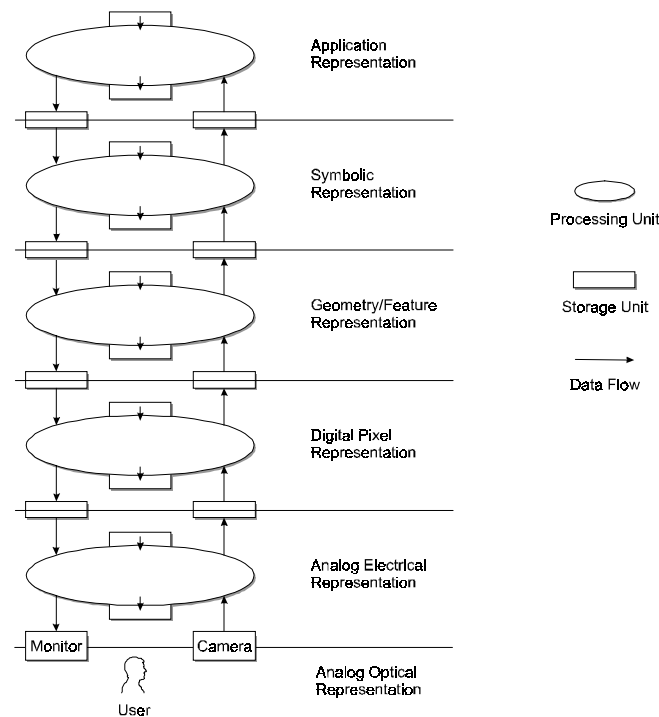 Application
Representation
Symbolic
Representation
Processing Unit
Geometry/Feature
Representation
Storage Unit
Data Flow
Digital Pixel
Representation
Analog Electrical
Representation
Monitor
Camera
Analog Optical
Representation
User